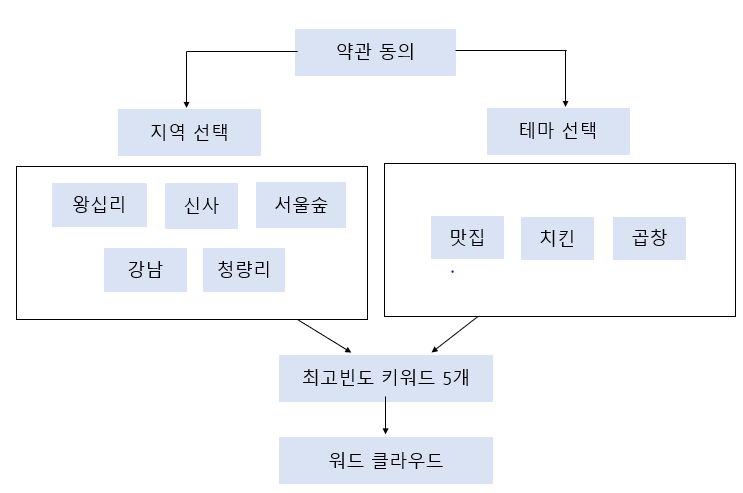 약관 동의
지역 선택
테마 선택
왕십리
신사
서울숲
강남
청량리
맛집
치킨
곱창
최고빈도 키워드 5개
워드 클라우드